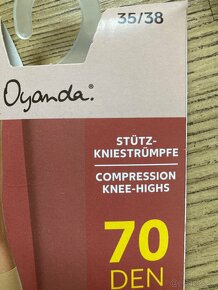 35/38
Oyanda.®
STÜTZ-
KNIESTRÜMPFE
COMPRESSION
KNEE-HIGHS
70
DEN